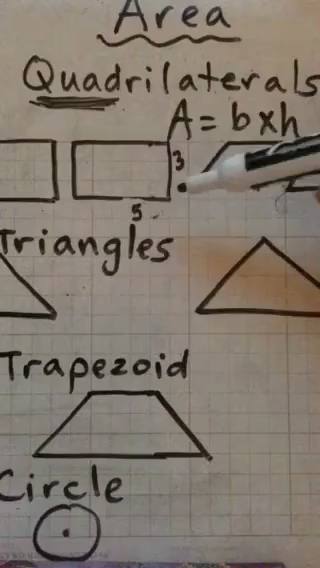 Area
Quadrilaterals
A = b x h
3
5
Triangles
Trapezoid
Circle